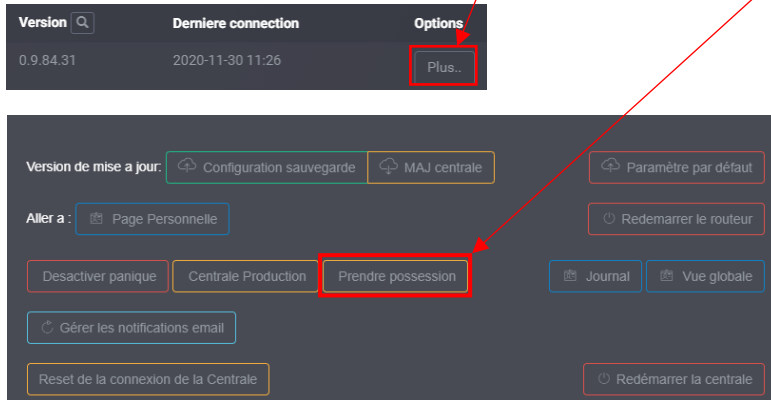 Version Derniere connection Options
0.9.84.31 2020-11-30 11:26 Plus..
Version de mise a jour: Configuration sauvegarde MAJ centrale Paramètre par défaut
Aller a : Page Personnelle Redemarrer le routeur
Desactiver panique Centrale Production Prendre possession Journal Vue globale
Gérer les notifications email
Reset de la connexion de la Centrale Redémarrer la centrale